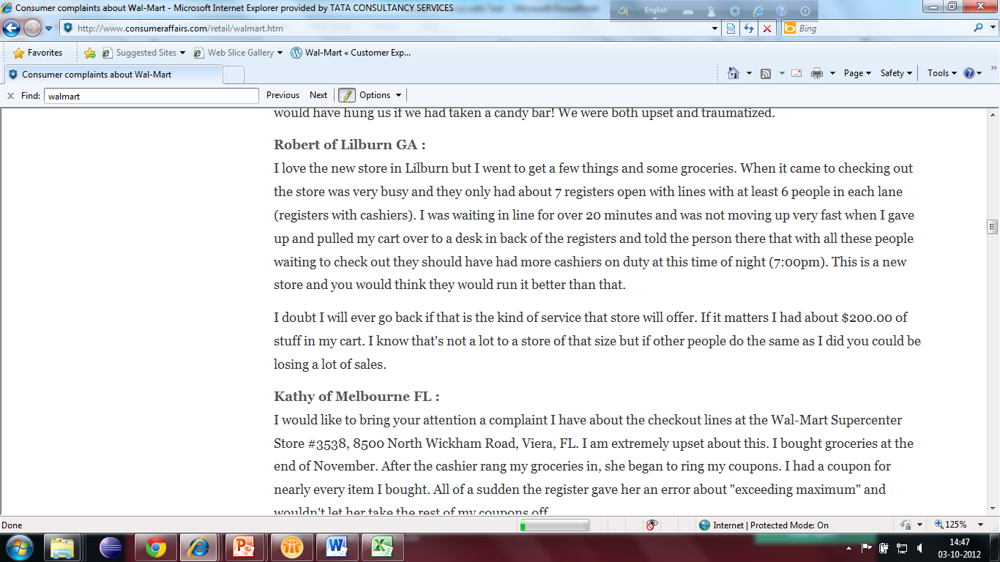 Consumer complaints about Wal-Mart - Microsoft Internet Explorer provided by TATA CONSULTANCY SERVICES
English
http://www.consumeraffairs.com/retail/walmart.htm
Bing
Favorites Suggested Sites Web Slice Gallery Wal-Mart « Customer Exp...
Consumer complaints about Wal-Mart Page Safety Tools
x Find: walmart Previous Next Options
would have hung us if we had taken a candy bar! We were both upset and traumatized.
Robert of Lilburn GA :
I love the new store in Lilburn but I went to get a few things and some groceries. When it came to checking out
the store was very busy and they only had about 7 registers open with lines with at least 6 people in each lane
(registers with cashiers). I was waiting in line for over 20 minutes and was not moving up very fast when I gave
up and pulled my cart over to a desk in back of the registers and told the person there that with all these people
waiting to check out they should have had more cashiers on duty at this time of night (7:00pm). This is a new
store and you would think they would run it better than that.
I doubt I will ever go back if that is the kind of service that store will offer. If it matters I had about $200.00 of
stuff in my cart. I know that's not a lot to a store of that size but if other people do the same as I did you could be
losing a lot of sales.
Kathy of Melbourne FL :
I would like to bring your attention a complaint I have about the checkout lines at the Wal-Mart Supercenter
Store #3538, 8500 North Wickham Road, Viera, FL. I am extremely upset about this. I bought groceries at the
end of November. After the cashier rang my groceries in, she began to ring my coupons. I had a coupon for
nearly every item I bought. All of a sudden the register gave her an error about "exceeding maximum" and
wouldn't let her take the rest of my coupons off
Done Internet | Protected Mode: On 125%
14:47
03-10-2012